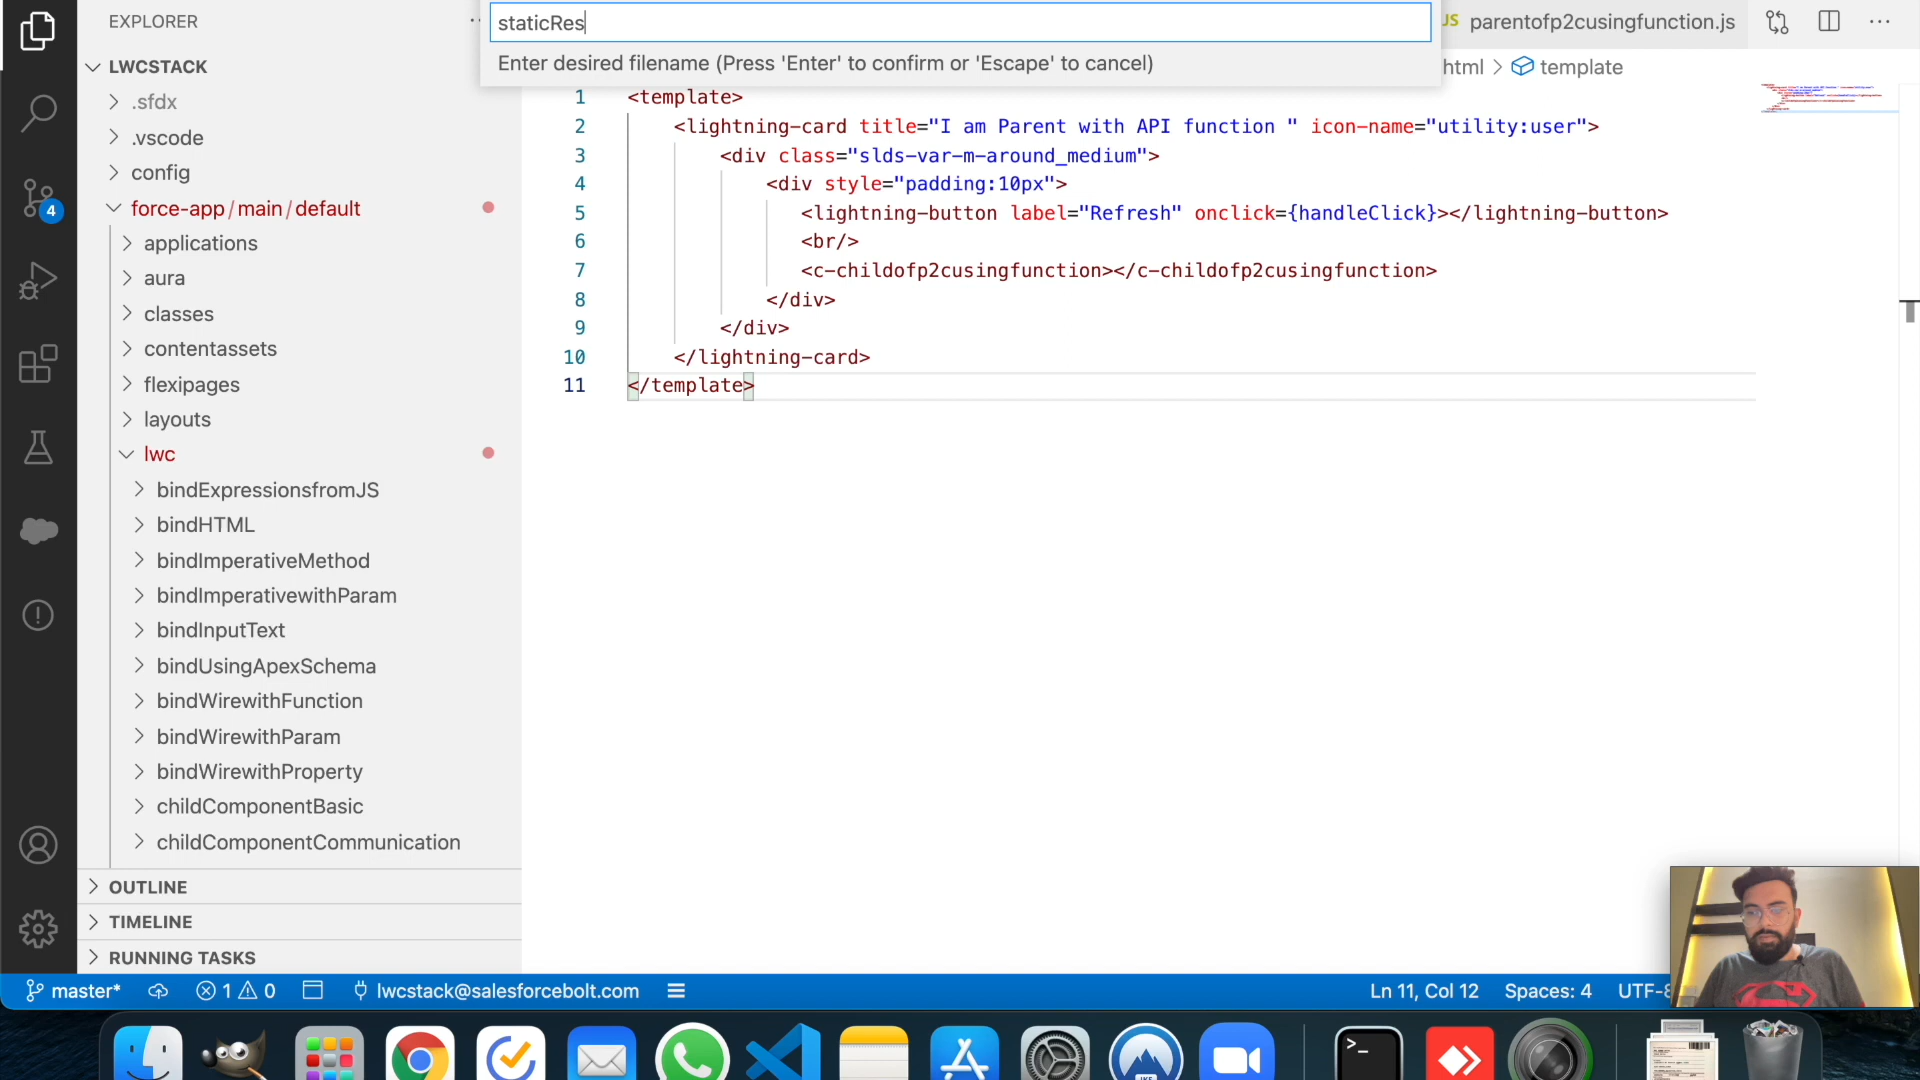 EXPLORER
staticRes
Enter desired filename (Press 'Enter' to confirm or 'Escape' to cancel)
JS parentofp2cusingfunction.js
html > template
LWCSTACK
.sfdx
.vscode
config
force-app/main/default
applications
aura
classes
contentassets
flexipages
layouts
lwc
bindExpressionsfromJS
bindHTML
bindImperativeMethod
bindImperativewithParam
bindInputText
bindUsingApexSchema
bindWirewithFunction
bindWirewithParam
bindWirewithProperty
childComponentBasic
childComponentCommunication
OUTLINE
TIMELINE
RUNNING TASKS
4
1 <template>
2 <lightning-card title="I am Parent with API function " icon-name="utility:user">
3 <div class="slds-var-m-around_medium">
4 <div style="padding:10px">
5 <lightning-button label="Refresh" onclick={handleClick}></lightning-button>
6 <br/>
7 <c-childofp2cusingfunction></c-childofp2cusingfunction>
8 </div>
9 </div>
10 </lightning-card>
11 </template>
master* 1 0 lwcstack@salesforcebolt.com Ln 11, Col 12 Spaces: 4 UTF-8